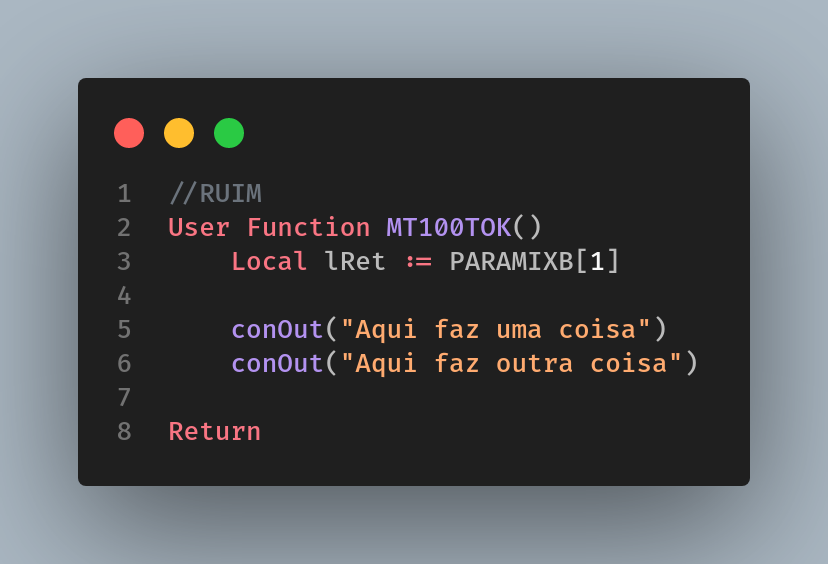 1 //RUIM
2 User Function MT100TOK()
3 Local lRet := PARAMIXB[1]
4
5 conOut("Aqui faz uma coisa")
6 conOut("Aqui faz outra coisa")
7
8 Return